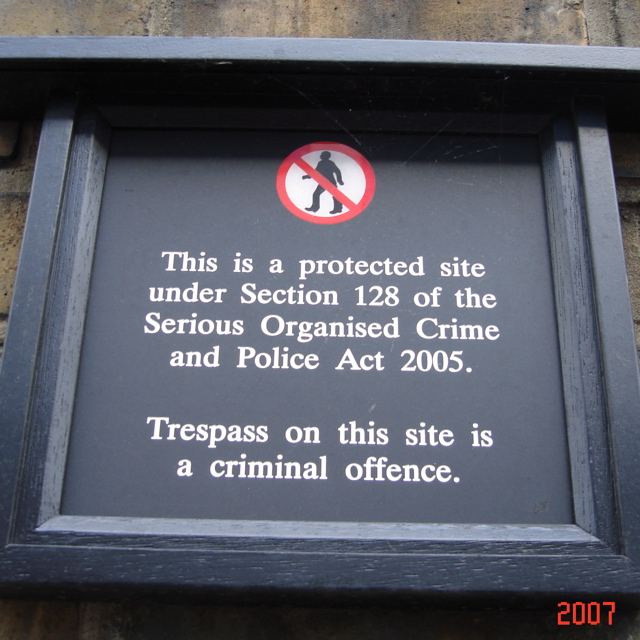 This is a protected site
under Section 128 of the
Serious Organised Crime
and Police Act 2005.
Trespass on this site is
a criminal offence.
2007